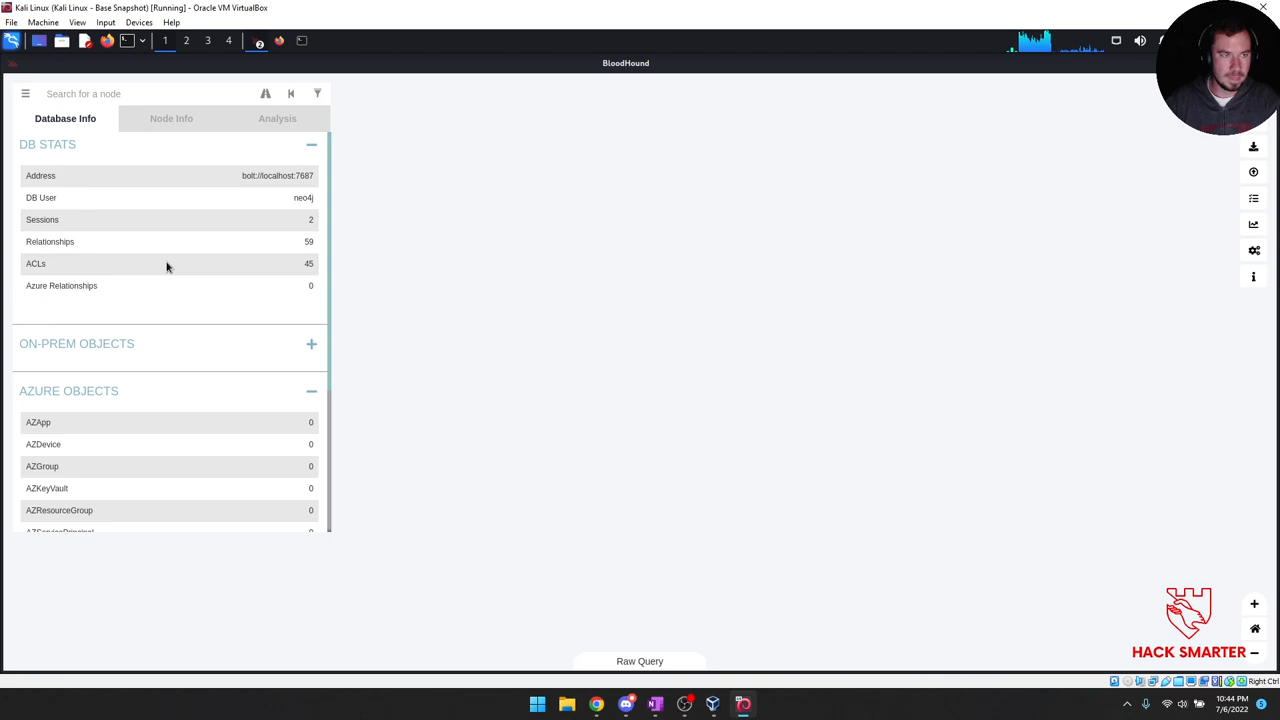 Kali Linux (Kali Linux - Base Snapshot) [Running] - Oracle VM VirtualBox
File Machine View Input Devices Help
1 2 3 4 2
BloodHound
Search for a node
Database Info Node Info Analysis
DB STATS
Address bolt://localhost:7687
DB User neo4j
Sessions 2
Relationships 59
ACLs 45
Azure Relationships 0
ON-PREM OBJECTS
AZURE OBJECTS
AZApp 0
AZDevice 0
AZGroup 0
AZKeyVault 0
AZResourceGroup 0
HACK SMARTER
Raw Query
Right Ctrl
10:44 PM
7/6/2022